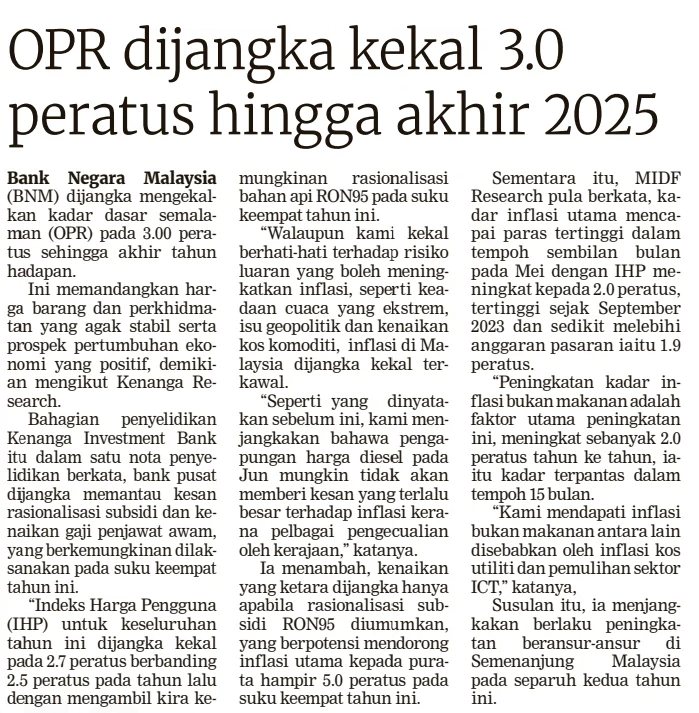 OPR dijangka kekal 3.0
peratus hingga akhir 2025
Bank Negara Malaysia
(BNM) dijangka mengekal-
kan kadar dasar semala-
man (OPR) pada 3.00 pera-
tus sehingga akhir tahun
hadapan.
Ini memandangkan har-
ga barang dan perkhidma-
tan yang agak stabil serta
prospek pertumbuhan eko-
nomi yang positif, demiki-
an mengikut Kenanga Re-
search.
Bahagian penyelidikan
Kenanga Investment Bank
itu dalam satu nota penye-
lidikan berkata, bank pusat
dijangka memantau kesan
rasionalisasi subsidi dan ke-
naikan gaji penjawat awam,
yang berkemungkinan dilak-
sanakan pada suku keempat
tahun ini.
“Indeks Harga Pengguna
(IHP) untuk keseluruhan
tahun ini dijangka kekal
pada 2.7 peratus berbanding
2.5 peratus pada tahun lalu
dengan mengambil kira ke-
mungkinan rasionalisasi
bahan api RON95 pada suku
keempat tahun ini.
“Walaupun kami kekal
berhati-hati terhadap risiko
luaran yang boleh mening-
katkan inflasi, seperti kea-
daan cuaca yang ekstrem,
isu geopolitik dan kenaikan
kos komoditi, inflasi di Ma-
laysia dijangka kekal ter-
kawal.
“Seperti yang dinyata-
kan sebelum ini, kami men-
jangkakan bahawa penga-
pungan harga diesel pada
Jun mungkin tidak akan
memberi kesan yang terlalu
besar terhadap inflasi kera-
na pelbagai pengecualian
oleh kerajaan,” katanya.
Ia menambah, kenaikan
yang ketara dijangka hanya
apabila rasionalisasi sub-
sidi RON95 diumumkan,
yang berpotensi mendorong
inflasi utama kepada pura-
ta hampir 5.0 peratus pada
suku keempat tahun ini.
Sementara itu, MIDF
Research pula berkata, ka-
dar inflasi utama menca-
pai paras tertinggi dalam
tempoh sembilan bulan
pada Mei dengan IHP me-
ningkat kepada 2.0 peratus,
tertinggi sejak September
2023 dan sedikit melebihi
anggaran pasaran iaitu 1.9
peratus.
“Peningkatan kadar in-
flasi bukan makanan adalah
faktor utama peningkatan
ini, meningkat sebanyak 2.0
peratus tahun ke tahun, ia-
itu kadar terpantas dalam
tempoh 15 bulan.
“Kami mendapati inflasi
bukan makanan antara lain
disebabkan oleh inflasi kos
utiliti dan pemulihan sektor
ICT,” katanya,
Susulan itu, ia menjang-
kakan berlaku peningka-
tan beransur-ansur di
Semenanjung Malaysia
pada separuh kedua tahun
ini.